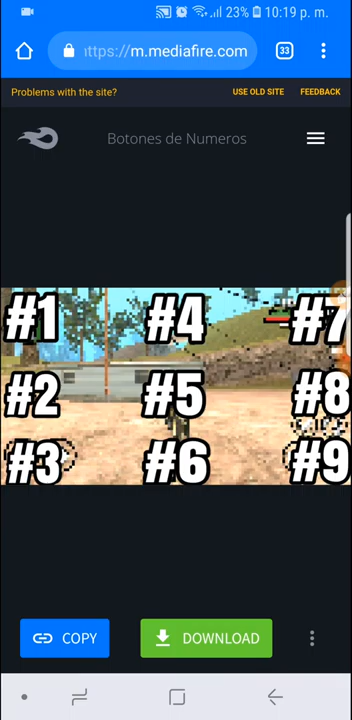 23% 10:19 p. m.
https://m.mediafire.com
33
Problems with the site?
USE OLD SITE
FEEDBACK
Botones de Numeros
#1 #4 #7
#2 #5 #8
#3 #6 #9
COPY
DOWNLOAD